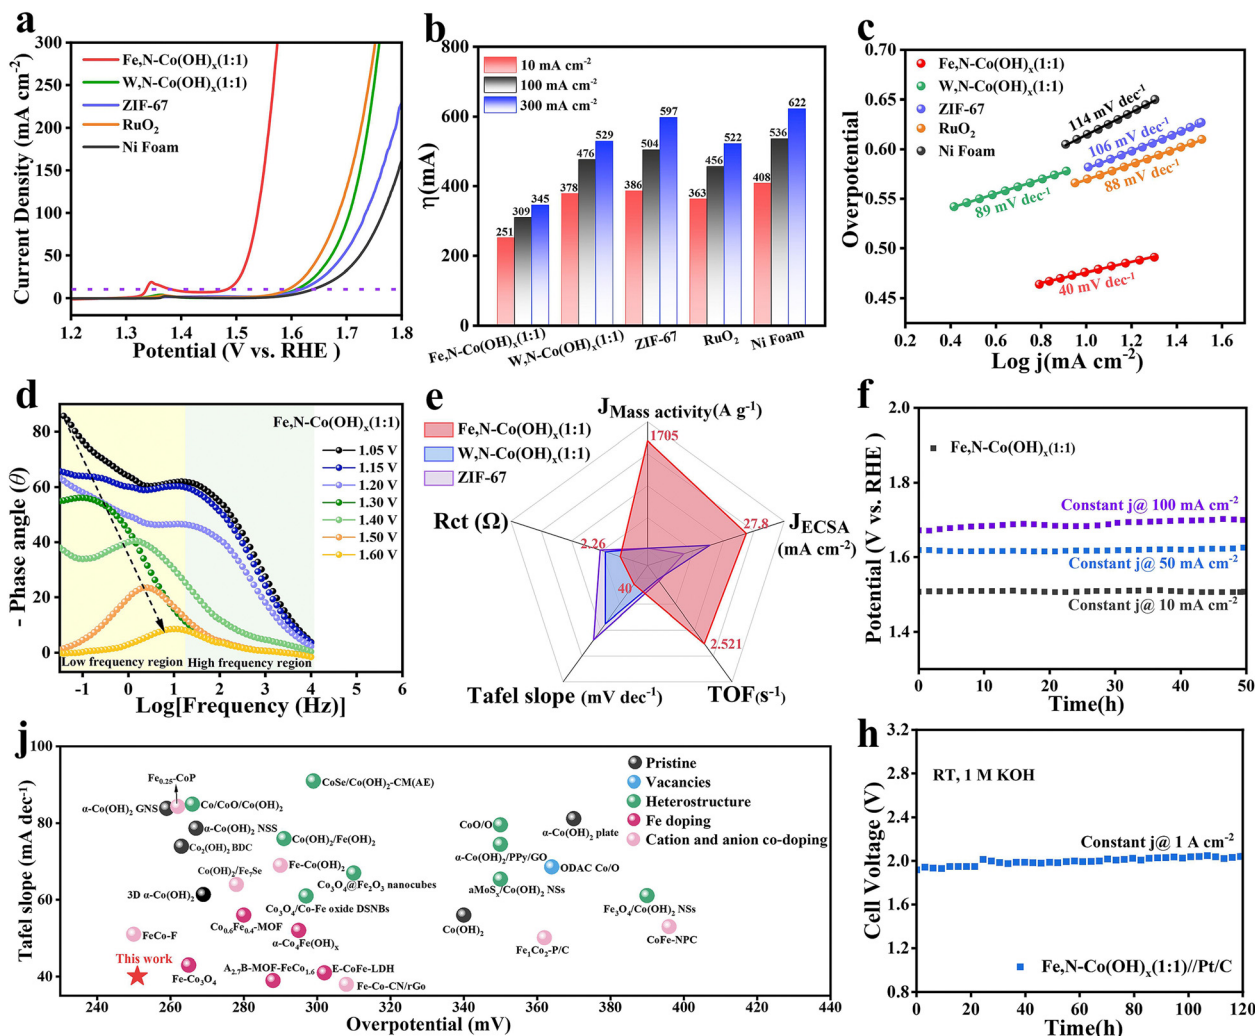 a
300
250
200
150
100
50
0
Current Density (mA cm-2)
Fe,N-Co(OH)x(1:1)
W,N-Co(OH)x(1:1)
ZIF-67
RuO2
Ni Foam
1.2 1.3 1.4 1.5 1.6 1.7 1.8
Potential (V vs. RHE )
b
800
600
400
200
0
η(mA)
10 mA cm-2
100 mA cm-2
300 mA cm-2
251 309 345
378 476 529
386 504 597
363 456 522
408 536 622
Fe,N-Co(OH)x(1:1) W,N-Co(OH)x(1:1) ZIF-67 RuO2 Ni Foam
c
0.70
0.65
0.60
0.55
0.50
0.45
Overpotential
Fe,N-Co(OH)x(1:1)
W,N-Co(OH)x(1:1)
ZIF-67
RuO2
Ni Foam
114 mV dec-1
106 mV dec-1
88 mV dec-1
89 mV dec-1
40 mV dec-1
0.2 0.4 0.6 0.8 1.0 1.2 1.4 1.6
Log j(mA cm-2)
d
80
60
40
20
0
- Phase angle (θ)
Fe,N-Co(OH)x(1:1)
1.05 V
1.15 V
1.20 V
1.30 V
1.40 V
1.50 V
1.60 V
Low frequency region High frequency region
-1 0 1 2 3 4 5 6
Log[Frequency (Hz)]
e
JMass activity(A g-1)
Fe,N-Co(OH)x(1:1)
W,N-Co(OH)x(1:1)
ZIF-67
1705
Rct (Ω)
2.26
27.8
JECSA
(mA cm-2)
40
2.521
Tafel slope (mV dec-1)
TOF(s-1)
f
2.0
1.8
1.6
1.4
Potential (V vs. RHE )
Fe,N-Co(OH)x(1:1)
Constant j@ 100 mA cm-2
Constant j@ 50 mA cm-2
Constant j@ 10 mA cm-2
0 10 20 30 40 50
Time(h)
j
100
80
60
40
Tafel slope (mA dec-1)
Pristine
Vacancies
Heterostructure
Fe doping
Cation and anion co-doping
Fe0.25-CoP
CoSe/Co(OH)2-CM(AE)
α-Co(OH)2 GNS
Co/CoO/Co(OH)2
α-Co(OH)2 NSS
Co(OH)2/Fe(OH)2
Co2(OH)2 BDC
CoO/O
α-Co(OH)2 plate
α-Co(OH)2/PPy/GO
Fe-Co(OH)2
Co(OH)2/Fe7Se
Co3O4@Fe2O3 nanocubes
ODAC Co/O
aMoSx/Co(OH)2 NSs
3D α-Co(OH)2
Co3O4/Co-Fe oxide DSNBs
Fe3O4/Co(OH)2 NSs
Co0.6Fe0.4-MOF
FeCo-F
α-Co4Fe(OH)x
Co(OH)2
Fe1Co2-P/C
CoFe-NPC
This work
Fe-Co3O4
A2.7B-MOF-FeCo1.6
E-CoFe-LDH
Fe-Co-CN/rGo
240 260 280 300 320 340 360 380 400 420 440
Overpotential (mV)
h
3.2
2.8
2.4
2.0
1.6
1.2
0.8
Cell Voltage (V)
RT, 1 M KOH
Constant j@ 1 A cm-2
Fe,N-Co(OH)x(1:1)//Pt/C
0 20 40 60 80 100 120
Time(h)